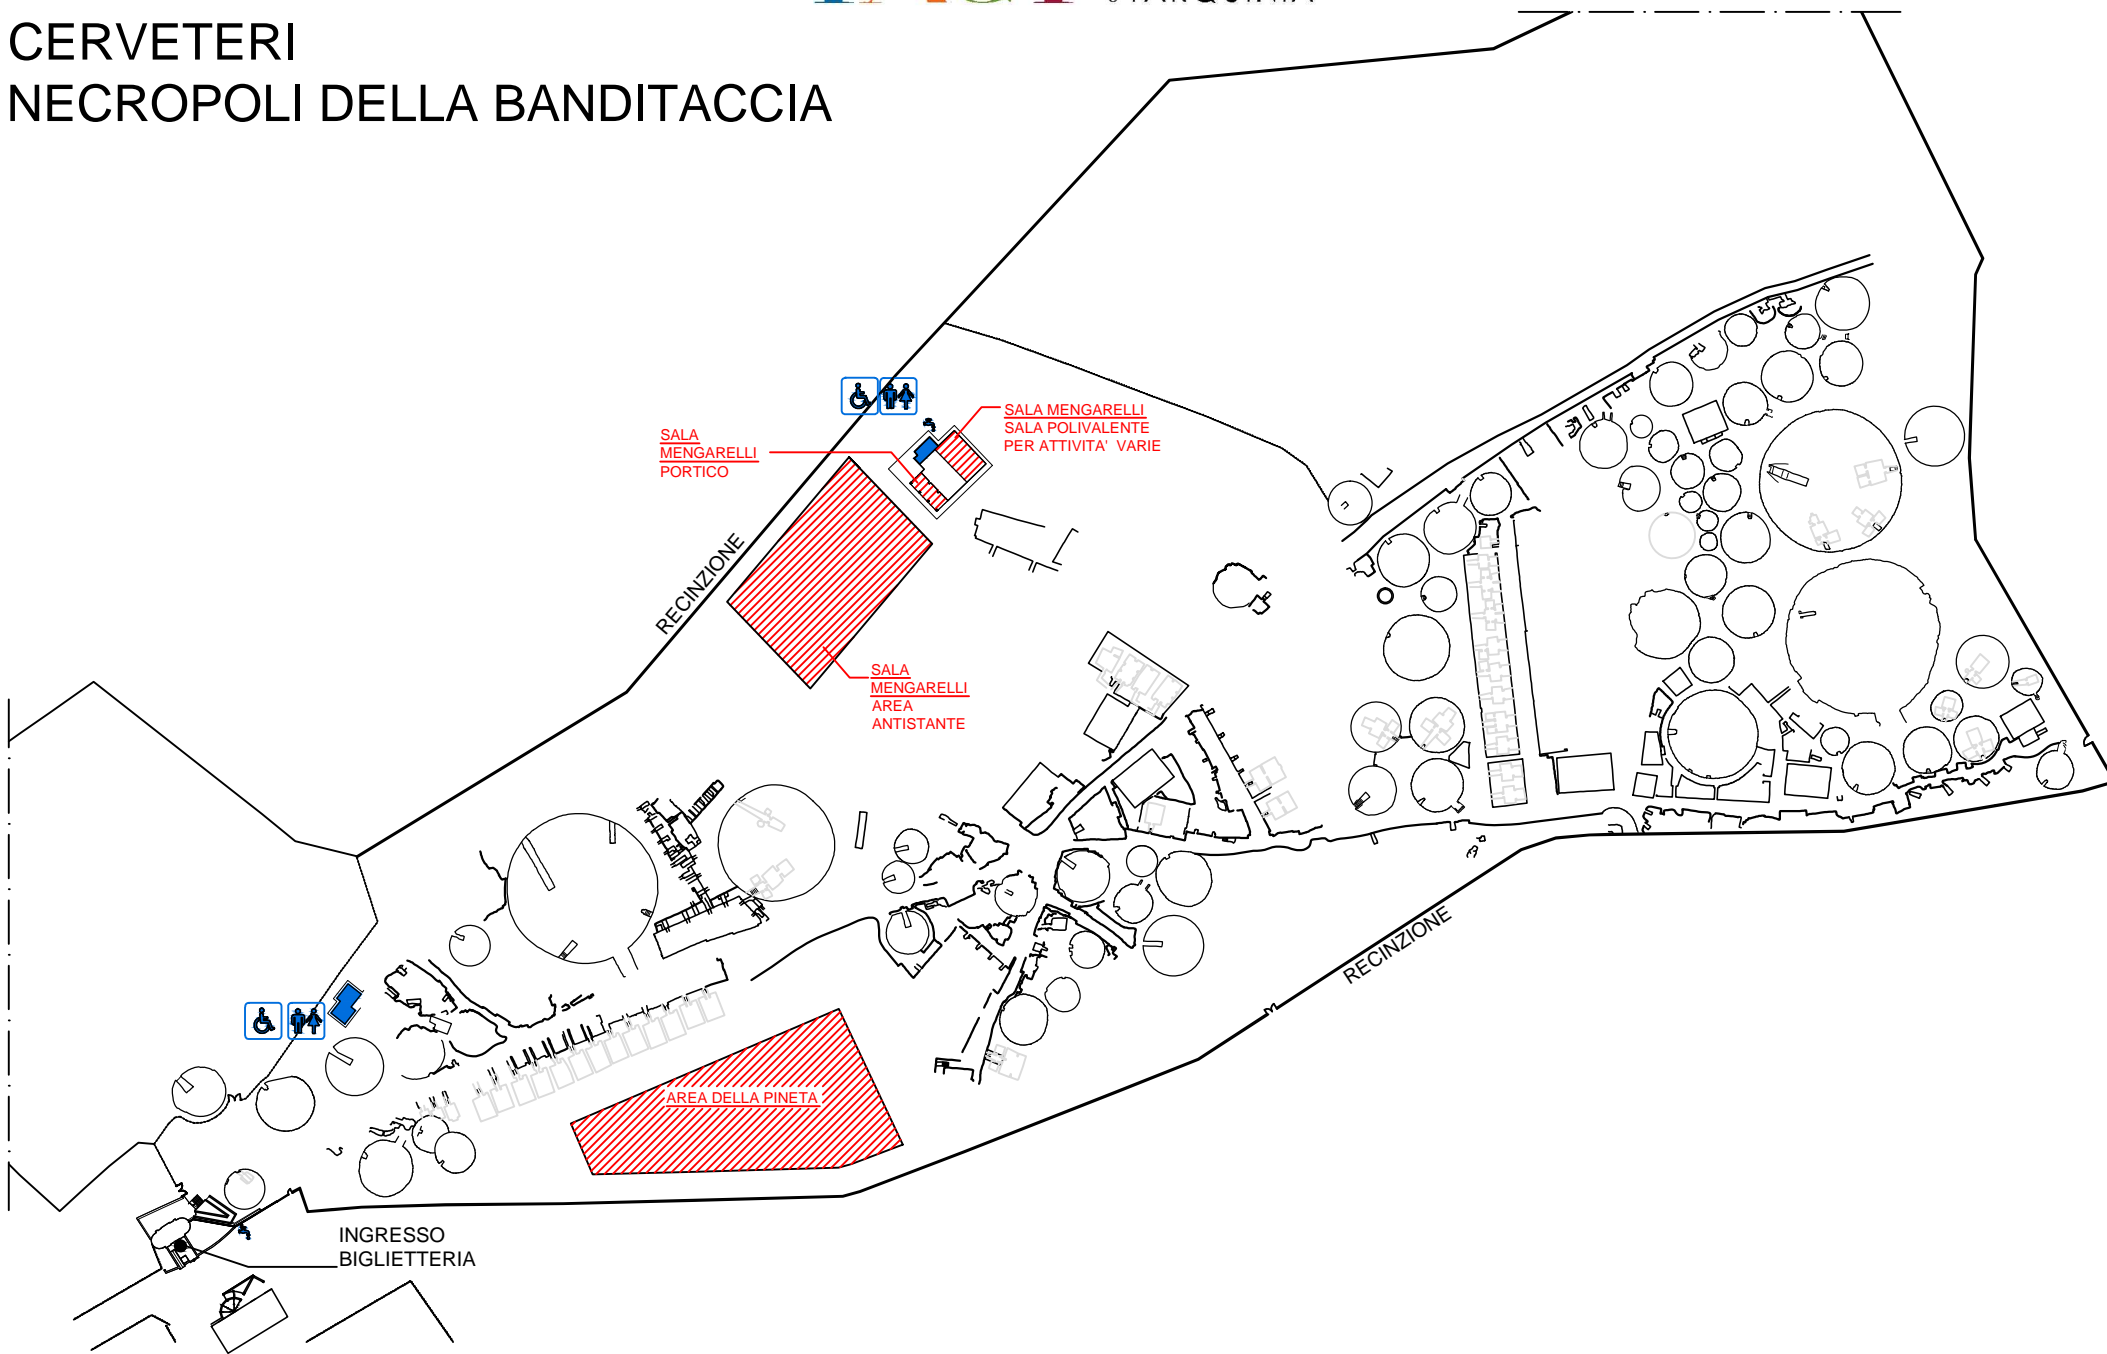 CERVETERI
NECROPOLI DELLA BANDITACCIA
SALA
MENGARELLI
PORTICO
SALA MENGARELLI
SALA POLIVALENTE
PER ATTIVITA' VARIE
RECINZIONE
SALA
MENGARELLI
AREA
ANTISTANTE
RECINZIONE
AREA DELLA PINETA
INGRESSO
BIGLIETTERIA